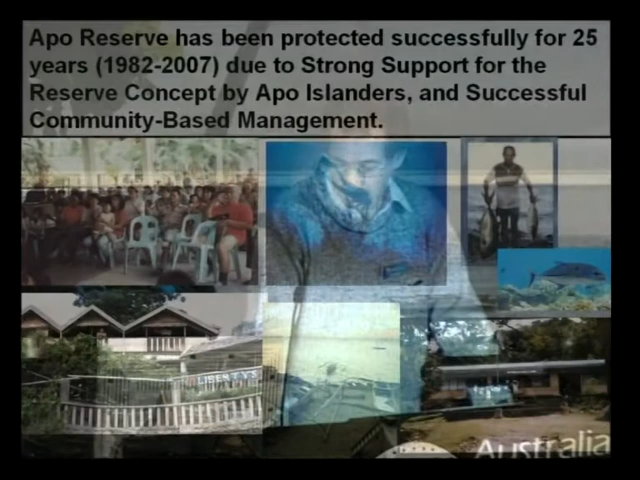 Apo Reserve has been protected successfully for 25
years (1982-2007) due to Strong Support for the
Reserve Concept by Apo Islanders, and Successful
Community-Based Management.
LIBERTY'S
Australia